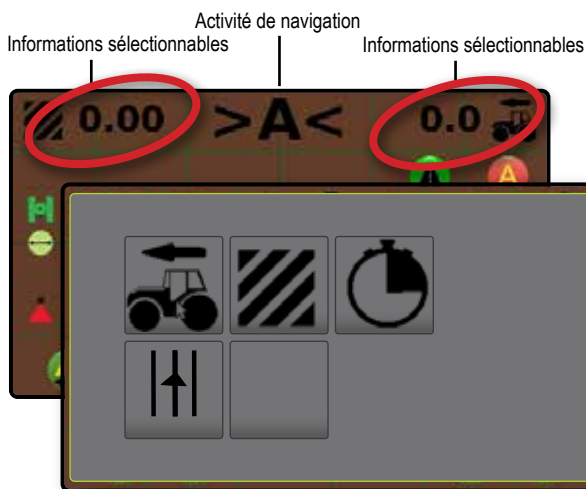 Activité de navigation
Informations sélectionnables
Informations sélectionnables
0.00 >A< 0.0
A